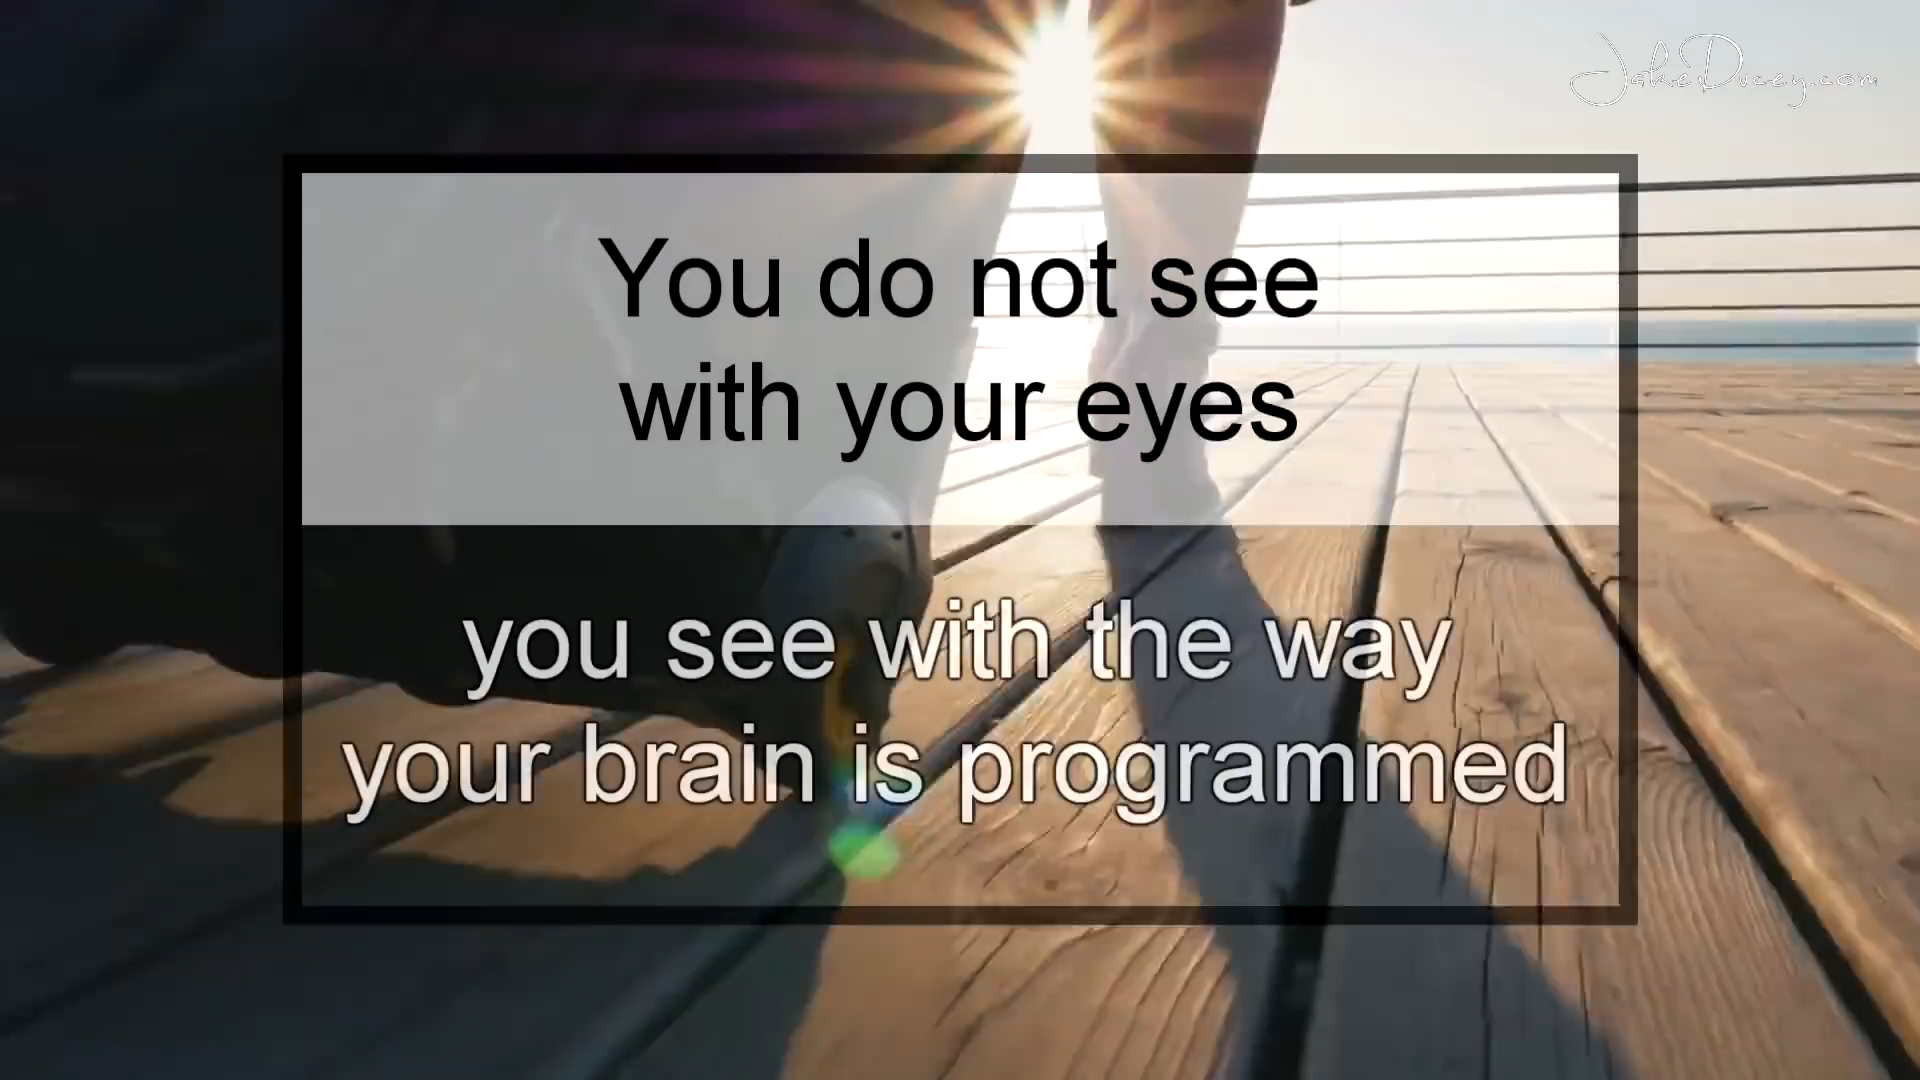 JakeDucey.com
You do not see
with your eyes
you see with the way
your brain is programmed